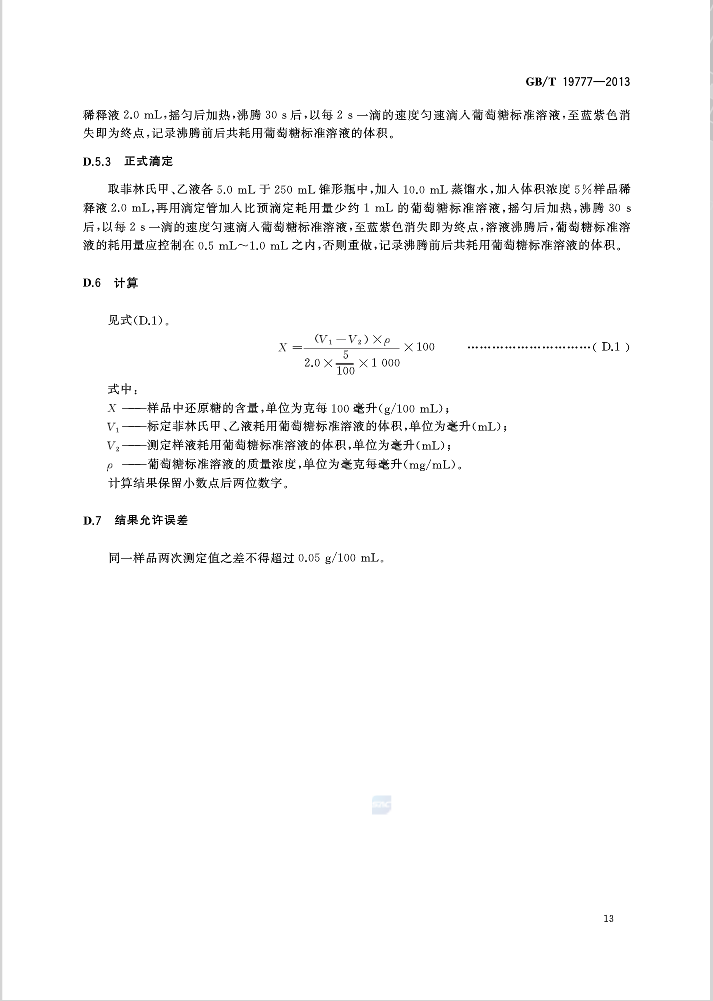 GB/T 19777—2013
稀释液 2.0 mL,摇匀后加热,沸腾 30 s 后,以每 2 s 一滴的速度匀速滴入葡萄糖标准溶液,至蓝紫色消
失即为终点,记录沸腾前后共耗用葡萄糖标准溶液的体积。
D.5.3 正式滴定
取菲林氏甲、乙液各 5.0 mL 于 250 mL 锥形瓶中,加入 10.0 mL 蒸馏水,加入体积浓度 5%样品稀
释液 2.0 mL,再用滴定管加入比预滴定耗用量少约 1 mL 的葡萄糖标准溶液,摇匀后加热,沸腾 30 s
后,以每 2 s 一滴的速度匀速滴入葡萄糖标准溶液,至蓝紫色消失即为终点,溶液沸腾后,葡萄糖标准溶
液的耗用量应控制在 0.5 mL~1.0 mL 之内,否则重做,记录沸腾前后共耗用葡萄糖标准溶液的体积。
D.6 计算
见式(D.1)。
X = (V₁ − V₂) × ρ / (2.0 × 5/100 × 1 000) × 100 …………………………( D.1 )
式中:
X ——样品中还原糖的含量,单位为克每 100 毫升(g/100 mL);
V₁——标定菲林氏甲、乙液耗用葡萄糖标准溶液的体积,单位为毫升(mL);
V₂——测定样液耗用葡萄糖标准溶液的体积,单位为毫升(mL);
ρ ——葡萄糖标准溶液的质量浓度,单位为毫克每毫升(mg/mL)。
计算结果保留小数点后两位数字。
D.7 结果允许误差
同一样品两次测定值之差不得超过 0.05 g/100 mL。
13